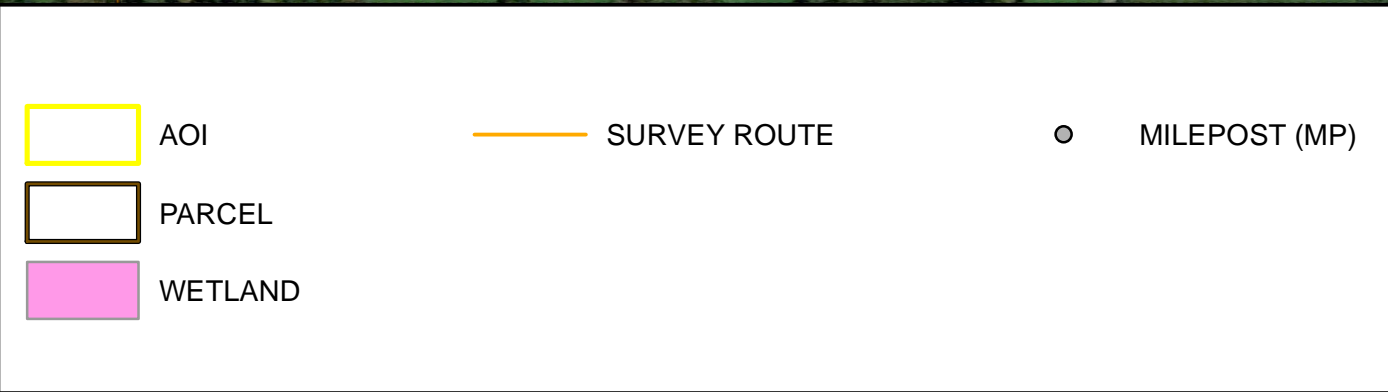 AOI
SURVEY ROUTE
MILEPOST (MP)
PARCEL
WETLAND